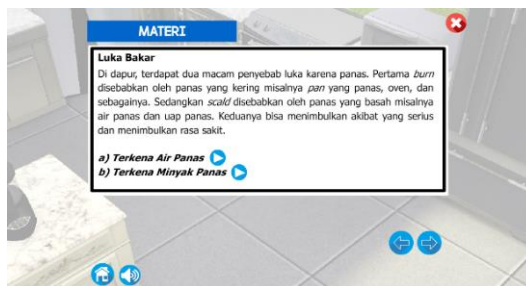 MATERI
Luka Bakar
Di dapur, terdapat dua macam penyebab luka karena panas. Pertama burn
disebabkan oleh panas yang kering misalnya pan yang panas, oven, dan
sebagainya. Sedangkan scald disebabkan oleh panas yang basah misalnya
air panas dan uap panas. Keduanya bisa menimbulkan akibat yang serius
dan menimbulkan rasa sakit.
a) Terkena Air Panas
b) Terkena Minyak Panas